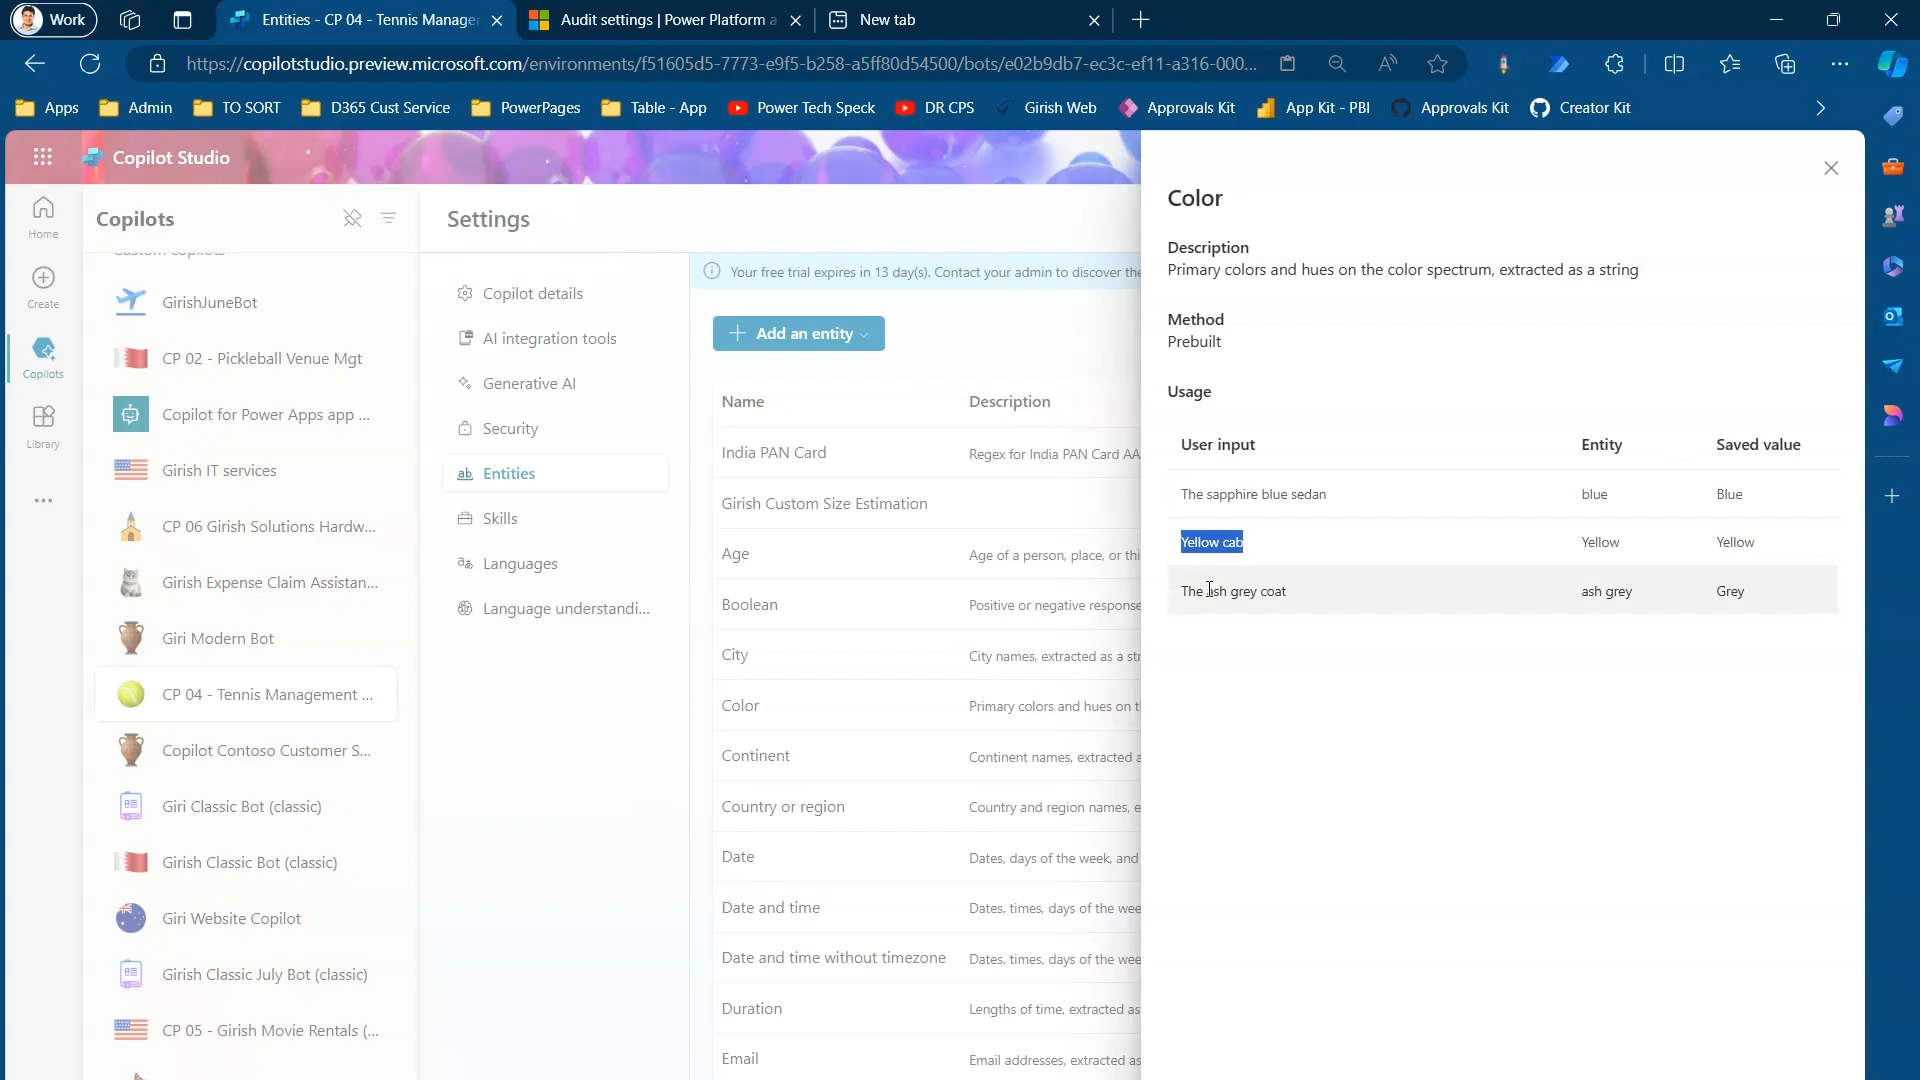 Work
Entities - CP 04 - Tennis Manager
Audit settings | Power Platform a
New tab
https://copilotstudio.preview.microsoft.com/environments/f51605d5-7773-e9f5-b258-a5ff80d54500/bots/e02b9db7-ec3c-ef11-a316-000...
Apps
Admin
TO SORT
D365 Cust Service
PowerPages
Table - App
Power Tech Speck
DR CPS
Girish Web
Approvals Kit
App Kit - PBI
Approvals Kit
Creator Kit
Copilot Studio
Home
Create
Copilots
Library
Copilots
Custom copilots
GirishJuneBot
CP 02 - Pickleball Venue Mgt
Copilot for Power Apps app ...
Girish IT services
CP 06 Girish Solutions Hardw...
Girish Expense Claim Assistan...
Giri Modern Bot
CP 04 - Tennis Management ...
Copilot Contoso Customer S...
Giri Classic Bot (classic)
Girish Classic Bot (classic)
Giri Website Copilot
Girish Classic July Bot (classic)
CP 05 - Girish Movie Rentals (...
Settings
Copilot details
AI integration tools
Generative AI
Security
Entities
Skills
Languages
Language understandi...
Your free trial expires in 13 day(s). Contact your admin to discover the
Add an entity
Name Description
India PAN Card Regex for India PAN Card AA
Girish Custom Size Estimation
Age Age of a person, place, or thi
Boolean Positive or negative response
City City names, extracted as a str
Color Primary colors and hues on t
Continent Continent names, extracted a
Country or region Country and region names, e
Date Dates, days of the week, and
Date and time Dates, times, days of the wee
Date and time without timezone Dates, times, days of the wee
Duration Lengths of time, extracted as
Email Email addresses, extracted as
Color
Description
Primary colors and hues on the color spectrum, extracted as a string
Method
Prebuilt
Usage
User input Entity Saved value
The sapphire blue sedan blue Blue
Yellow cab Yellow Yellow
The ash grey coat ash grey Grey